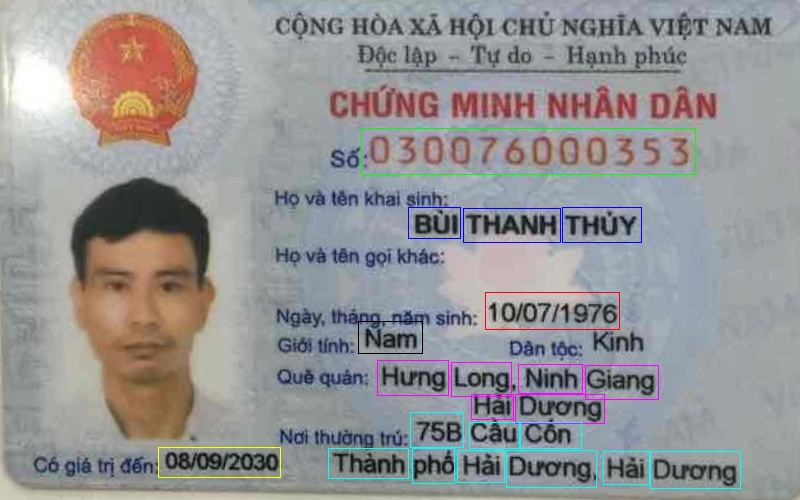 CỘNG HÒA XÃ HỘI CHỦ NGHĨA VIỆT NAM
Độc lập - Tự do - Hạnh phúc
CHỨNG MINH NHÂN DÂN
Số: 030076000353
Họ và tên khai sinh:
BÙI THANH THỦY
Họ và tên gọi khác:
Ngày, tháng, năm sinh: 10/07/1976
Giới tính: Nam Dân tộc: Kinh
Quê quán: Hưng Long, Ninh Giang
Hải Dương
Nơi thường trú: 75B Cầu Cốn
Có giá trị đến: 08/09/2030 Thành phố Hải Dương, Hải Dương